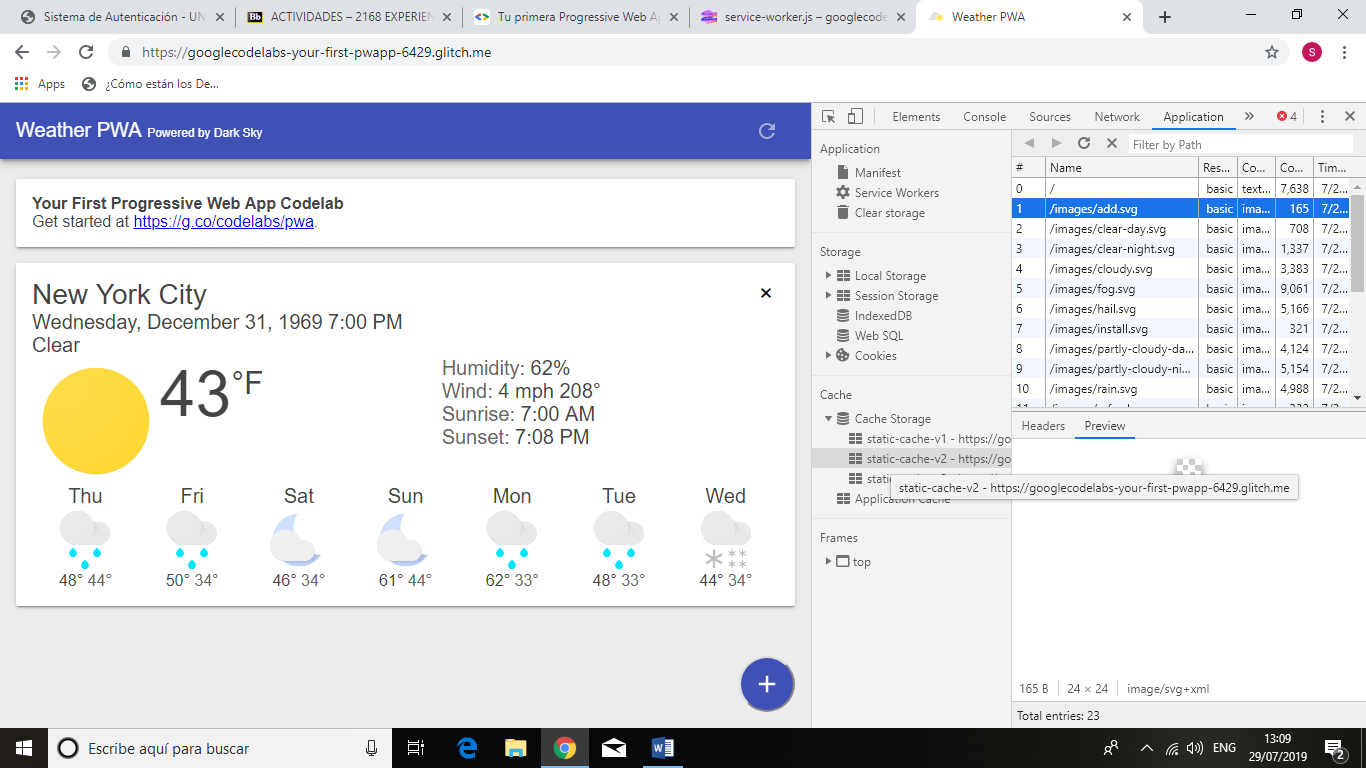 Sistema de Autenticación - UN
ACTIVIDADES – 2168 EXPERIEN
Tu primera Progressive Web Ap
service-worker.js – googlecode
Weather PWA
https://googlecodelabs-your-first-pwapp-6429.glitch.me
S
Apps
¿Cómo están los De...
Weather PWA Powered by Dark Sky
Your First Progressive Web App Codelab
Get started at https://g.co/codelabs/pwa.
New York City
Wednesday, December 31, 1969 7:00 PM
Clear
43 °F
Humidity: 62%
Wind: 4 mph 208°
Sunrise: 7:00 AM
Sunset: 7:08 PM
Thu Fri Sat Sun Mon Tue Wed
48° 44° 50° 34° 46° 34° 61° 44° 62° 33° 48° 33° 44° 34°
Elements Console Sources Network Application » 4
Application
Manifest
Service Workers
Clear storage
Storage
Local Storage
Session Storage
IndexedDB
Web SQL
Cookies
Cache
Cache Storage
static-cache-v1 - https://go
static-cache-v2 - https://go
stati
static-cache-v2 - https://googlecodelabs-your-first-pwapp-6429.glitch.me
Application Cache
Frames
top
Filter by Path
# Name Res... Co... Co... Tim...
0 / basic text... 7,638 7/2...
1 /images/add.svg basic ima... 165 7/2...
2 /images/clear-day.svg basic ima... 708 7/2...
3 /images/clear-night.svg basic ima... 1,337 7/2...
4 /images/cloudy.svg basic ima... 3,383 7/2...
5 /images/fog.svg basic ima... 9,061 7/2...
6 /images/hail.svg basic ima... 5,166 7/2...
7 /images/install.svg basic ima... 321 7/2...
8 /images/partly-cloudy-da... basic ima... 4,124 7/2...
9 /images/partly-cloudy-ni... basic ima... 5,154 7/2...
10 /images/rain.svg basic ima... 4,988 7/2...
Headers Preview
165 B 24 × 24 image/svg+xml
Total entries: 23
Escribe aquí para buscar
ENG
13:09
29/07/2019
2